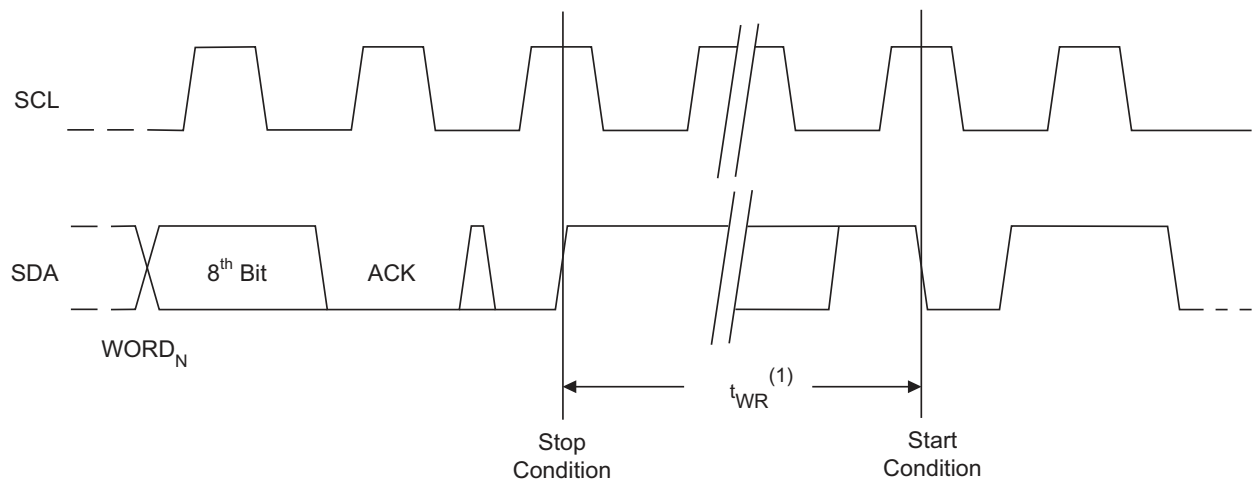 SCL
SDA
8th Bit
ACK
WORDN
tWR(1)
Stop
Condition
Start
Condition